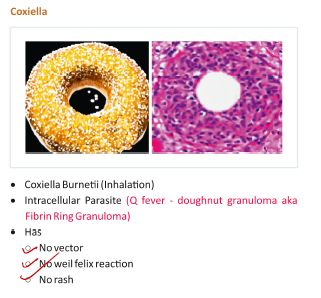 Coxiella
• Coxiella Burnetii (Inhalation)
• Intracellular Parasite (Q fever - doughnut granuloma aka
Fibrin Ring Granuloma)
• Has
○ No vector
○ No weil felix reaction
○ No rash